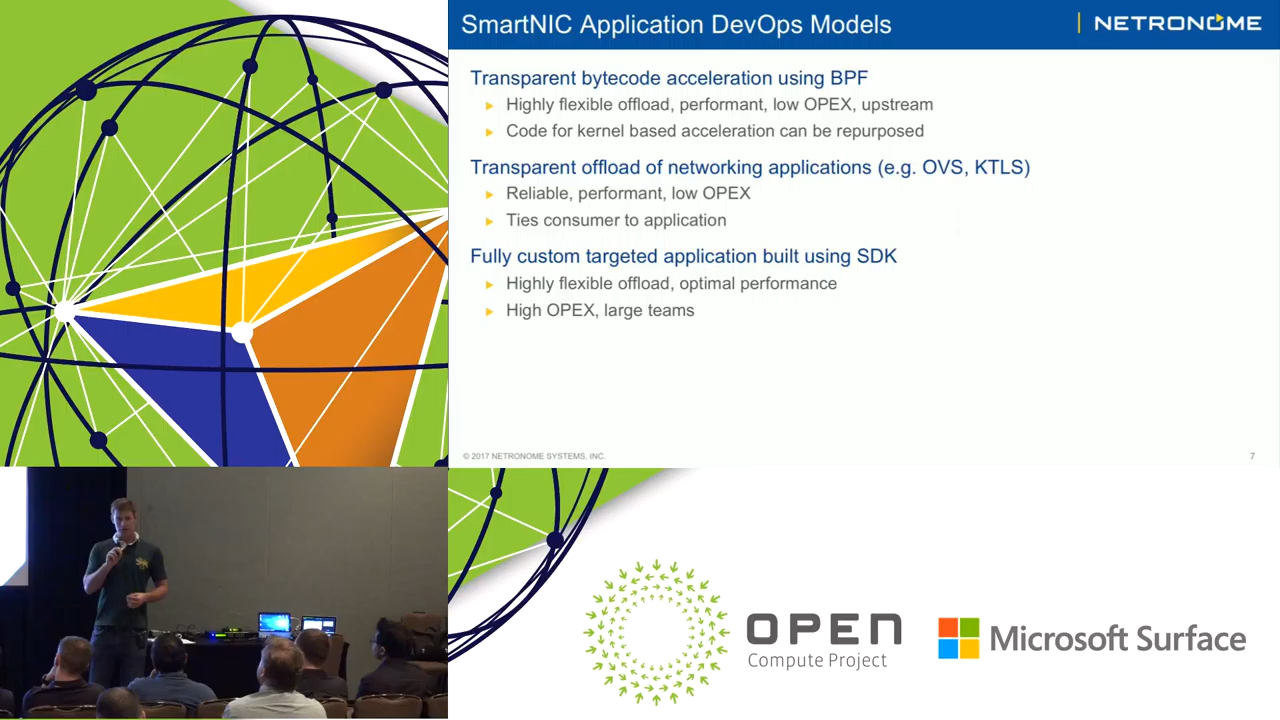 SmartNIC Application DevOps Models
NETRONOME
Transparent bytecode acceleration using BPF
Highly flexible offload, performant, low OPEX, upstream
Code for kernel based acceleration can be repurposed
Transparent offload of networking applications (e.g. OVS, KTLS)
Reliable, performant, low OPEX
Ties consumer to application
Fully custom targeted application built using SDK
Highly flexible offload, optimal performance
High OPEX, large teams
© 2017 NETRONOME SYSTEMS, INC.
7
OPEN
Compute Project
Microsoft Surface